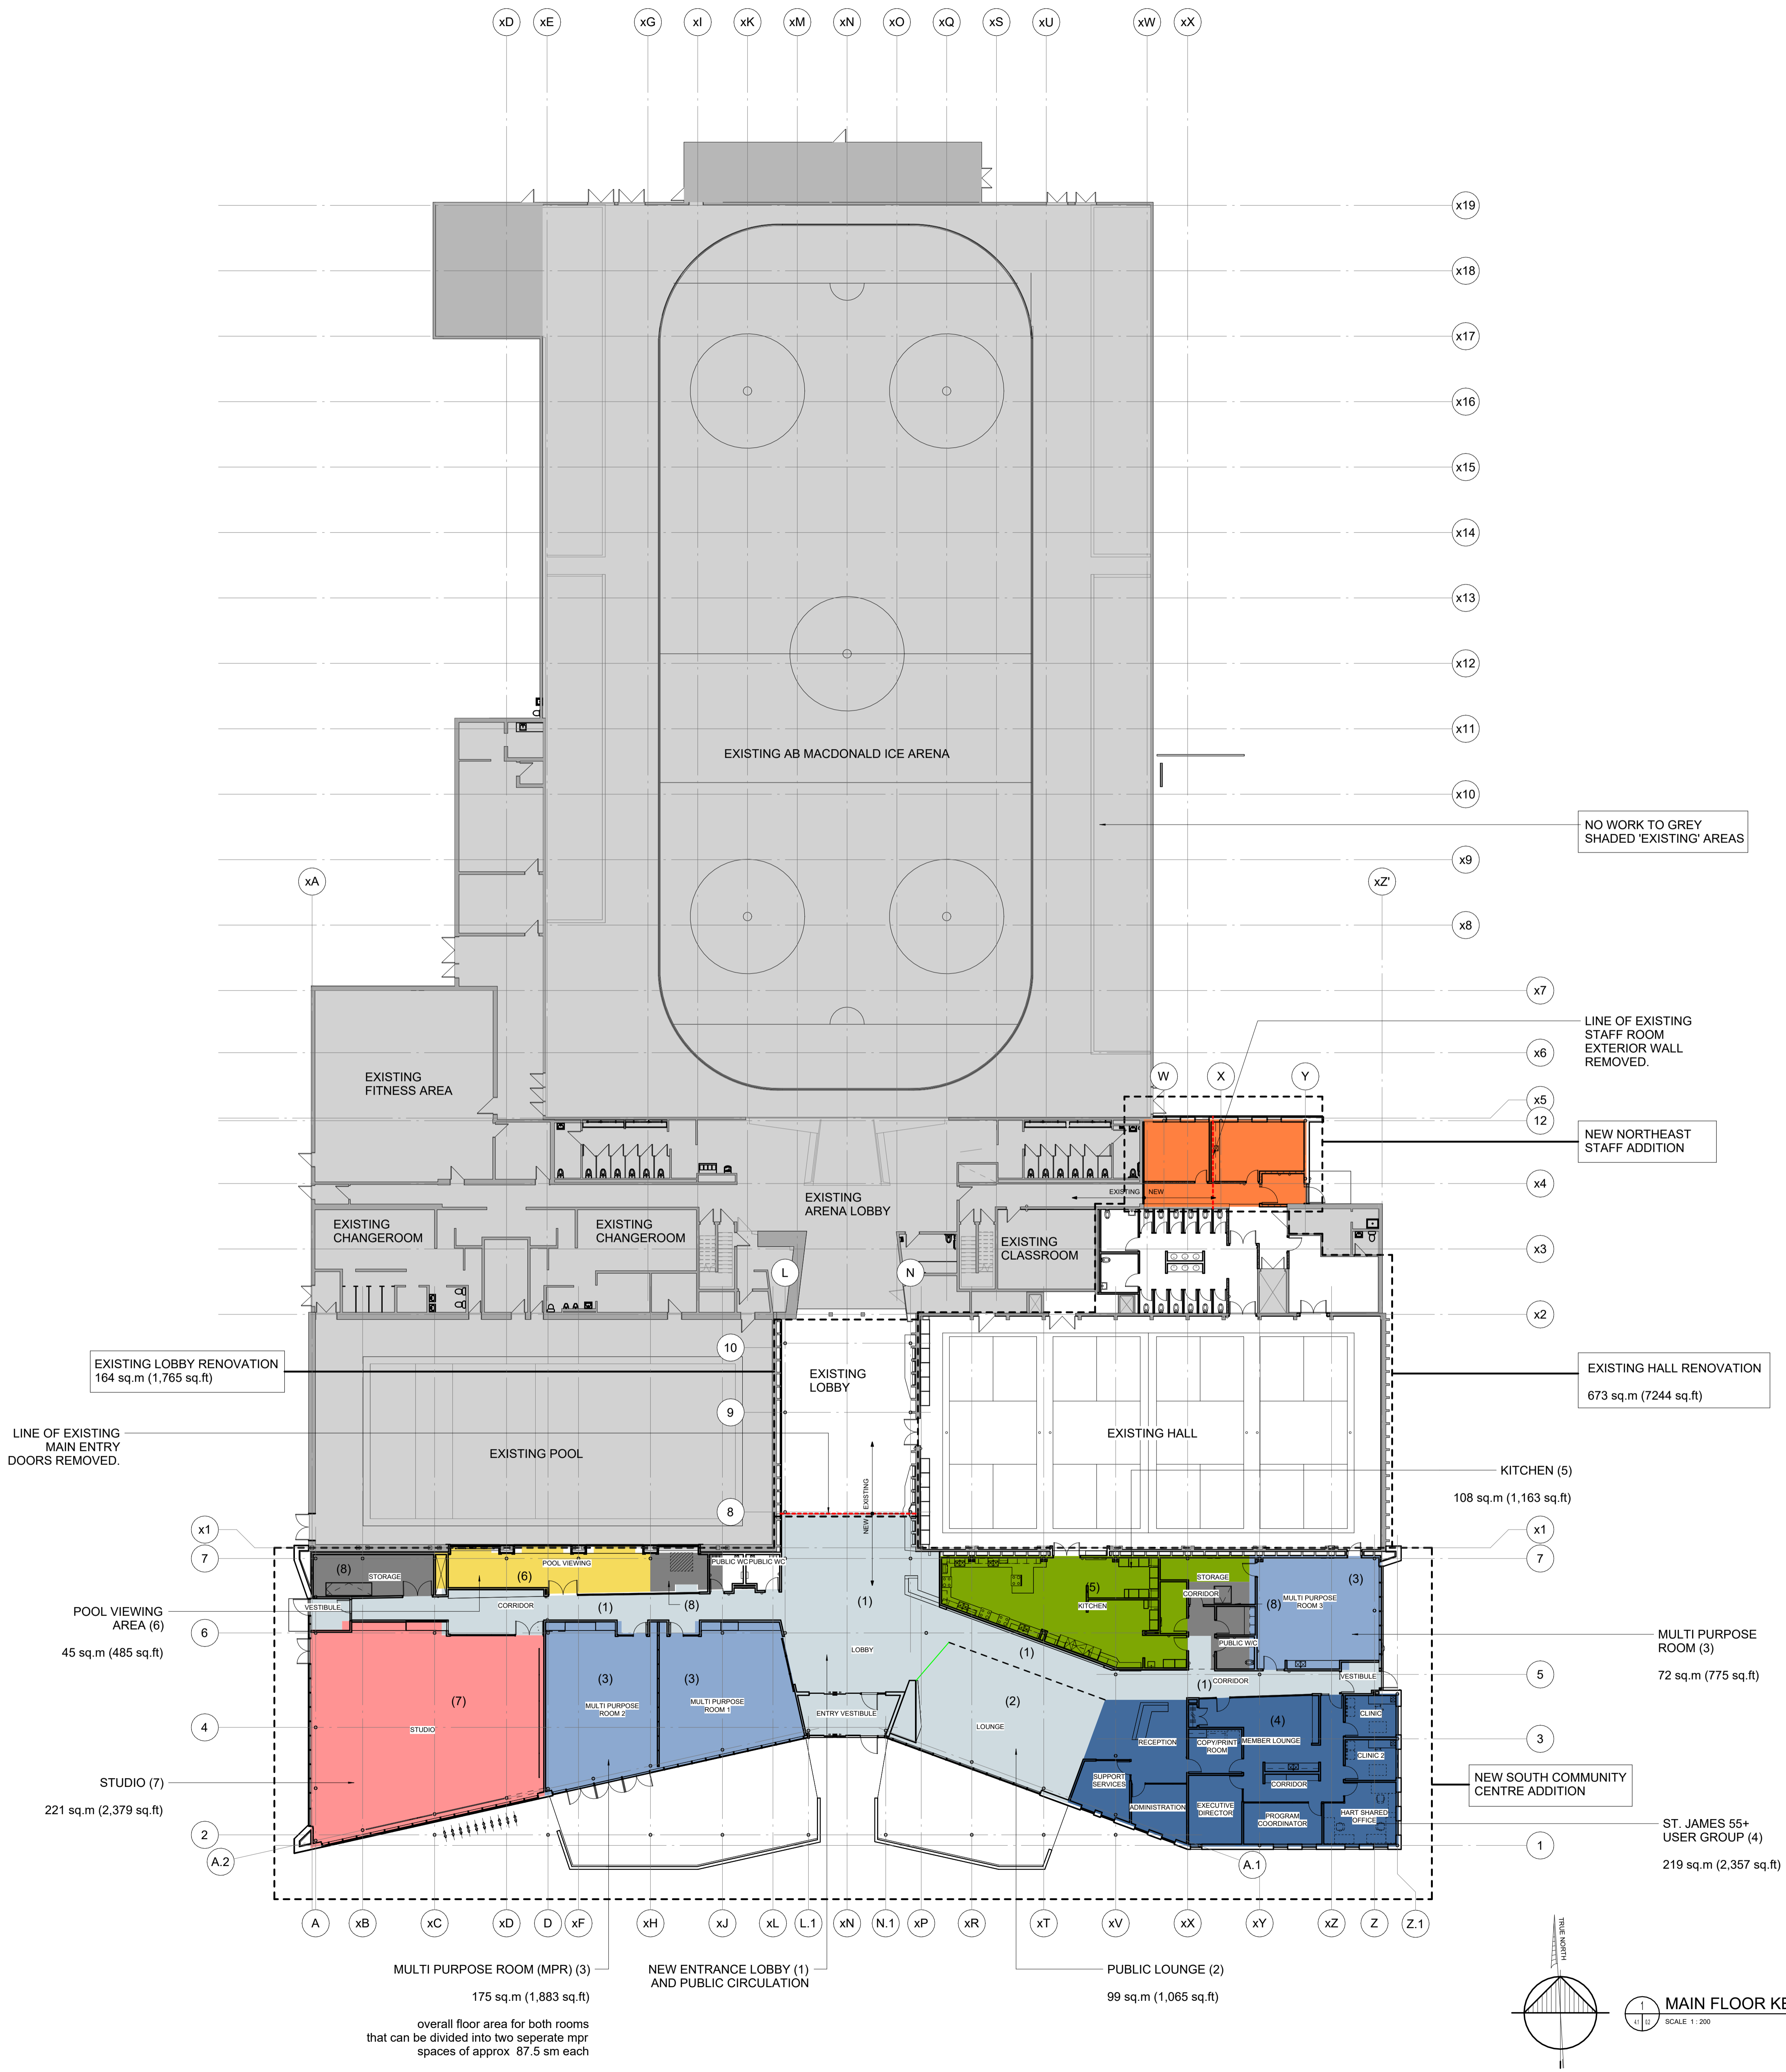 xD xE xG xI xK xM xN xO xQ xS xU xW xX
x19
x18
x17
x16
x15
x14
x13
x12
x11
EXISTING AB MACDONALD ICE ARENA
x10
NO WORK TO GREY
SHADED 'EXISTING' AREAS
x9
xA
xZ'
x8
x7
LINE OF EXISTING
STAFF ROOM
EXTERIOR WALL
REMOVED.
x6
EXISTING
FITNESS AREA
W X Y
x5
12
NEW NORTHEAST
STAFF ADDITION
x4
EXISTING NEW
EXISTING
ARENA LOBBY
EXISTING
CHANGEROOM
EXISTING
CHANGEROOM
EXISTING
CLASSROOM
x3
L N
x2
10
EXISTING LOBBY RENOVATION
164 sq.m (1,765 sq.ft)
EXISTING
LOBBY
EXISTING HALL RENOVATION
673 sq.m (7244 sq.ft)
9
LINE OF EXISTING
MAIN ENTRY
DOORS REMOVED.
EXISTING POOL
EXISTING HALL
KITCHEN (5)
108 sq.m (1,163 sq.ft)
NEW EXISTING
8
x1
x1
7
7
(8)
STORAGE
POOL VIEWING
(6)
PUBLIC WC
PUBLIC WC
(8)
(5)
KITCHEN
STORAGE
CORRIDOR
(8)
MULTI PURPOSE
ROOM 3
(3)
VESTIBULE
CORRIDOR
(1)
(1)
POOL VIEWING
AREA (6)
45 sq.m (485 sq.ft)
6
LOBBY
(1)
PUBLIC W/C
MULTI PURPOSE
ROOM (3)
72 sq.m (775 sq.ft)
5
VESTIBULE
CORRIDOR
(1)
(3)
MULTI PURPOSE
ROOM 2
(3)
MULTI PURPOSE
ROOM 1
(7)
STUDIO
(2)
LOUNGE
ENTRY VESTIBULE
4
RECEPTION
COPY/PRINT
ROOM
(4)
MEMBER LOUNGE
CLINIC
3
CLINIC 2
STUDIO (7)
221 sq.m (2,379 sq.ft)
SUPPORT
SERVICES
ADMINISTRATION
CORRIDOR
EXECUTIVE
DIRECTOR
PROGRAM
COORDINATOR
HART SHARED
OFFICE
NEW SOUTH COMMUNITY
CENTRE ADDITION
ST. JAMES 55+
USER GROUP (4)
219 sq.m (2,357 sq.ft)
2
1
A.2
A.1
A xB xC xD D xF xH xJ xL L.1 xN N.1 xP xR xT xV xX xY xZ Z Z.1
MULTI PURPOSE ROOM (MPR) (3)
175 sq.m (1,883 sq.ft)
overall floor area for both rooms
that can be divided into two seperate mpr
spaces of approx 87.5 sm each
NEW ENTRANCE LOBBY (1)
AND PUBLIC CIRCULATION
PUBLIC LOUNGE (2)
99 sq.m (1,065 sq.ft)
TRUE NORTH
1
MAIN FLOOR KE
SCALE 1 : 200